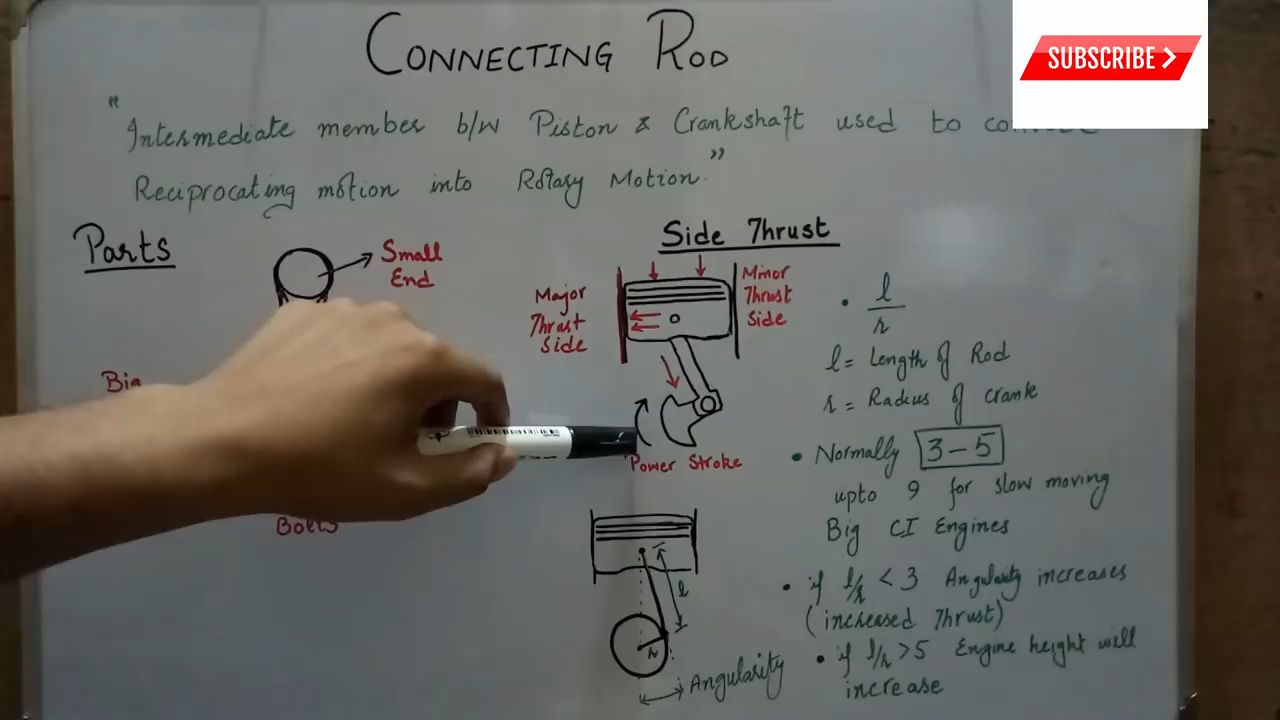 CONNECTING ROD
SUBSCRIBE
"Intermediate member b/w Piston & Crankshaft used to
Reciprocating motion into Rotary Motion."
Parts
Small
End
Big
Bolts
Side Thrust
Major
Thrust
Side
Minor
Thrust
Side
Power Stroke
l
r
Angularity
• l/r
l = Length of Rod
r = Radius of crank
• Normally 3-5
upto 9 for slow moving
Big CI Engines
• if l/r < 3 Angularity increases
(increased Thrust)
• if l/r > 5 Engine height will
increase